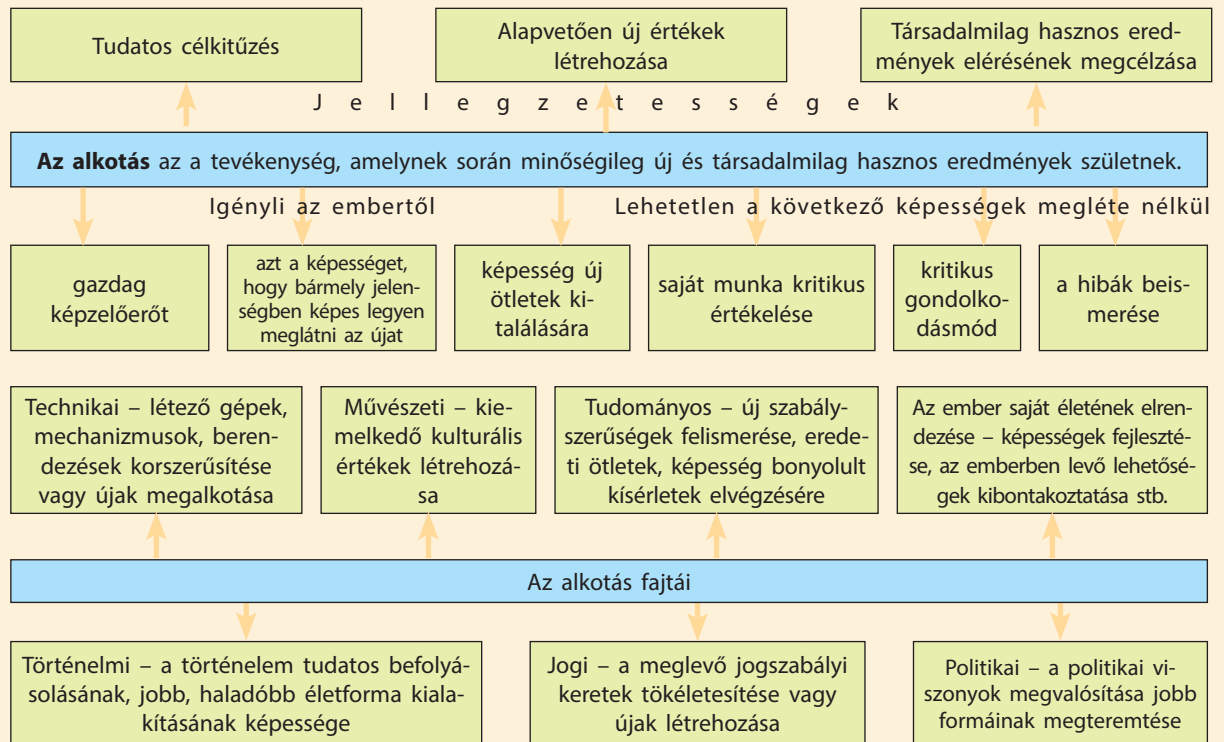 Tudatos célkitűzés
Alapvetően új értékek
létrehozása
Társadalmilag hasznos ered-
mények elérésének megcélzása
Jellegzetességek
Az alkotás az a tevékenység, amelynek során minőségileg új és társadalmilag hasznos eredmények születnek.
Igényli az embertől
Lehetetlen a következő képességek megléte nélkül
gazdag
képzelőerőt
azt a képességet,
hogy bármely jelen-
ségben képes legyen
meglátni az újat
képesség új
ötletek ki-
találására
saját munka kritikus
értékelése
kritikus
gondolko-
dásmód
a hibák beis-
merése
Technikai – létező gépek,
mechanizmusok, beren-
dezések korszerűsítése
vagy újak megalkotása
Művészeti – kie-
melkedő kulturális
értékek létrehozá-
sa
Tudományos – új szabály-
szerűségek felismerése, erede-
ti ötletek, képesség bonyolult
kísérletek elvégzésére
Az ember saját életének elren-
dezése – képességek fejleszté-
se, az emberben levő lehetősé-
gek kibontakoztatása stb.
Az alkotás fajtái
Történelmi – a történelem tudatos befolyá-
solásának, jobb, haladóbb életforma kiala-
kításának képessége
Jogi – a meglevő jogszabályi
keretek tökéletesítése vagy
újak létrehozása
Politikai – a politikai vi-
szonyok megvalósítása jobb
formáinak megteremtése